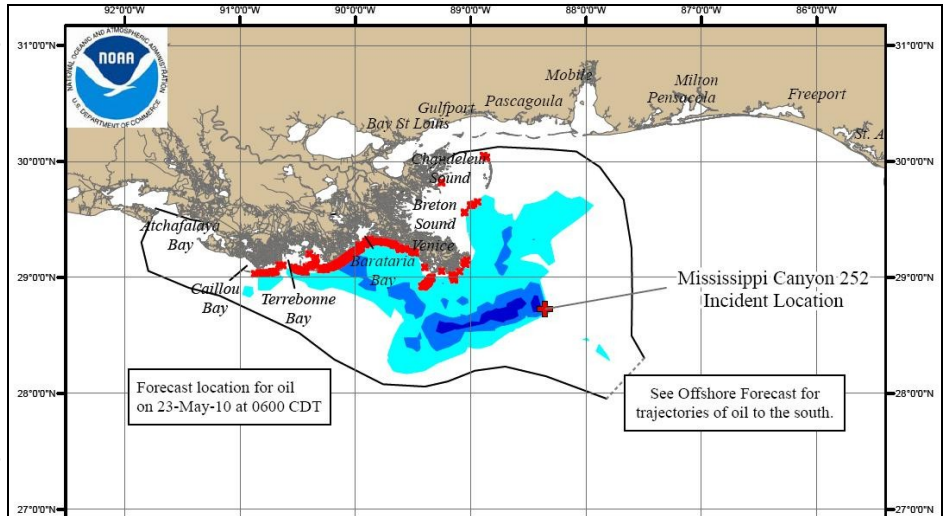 92°0'0"W 91°0'0"W 90°0'0"W 89°0'0"W 88°0'0"W 87°0'0"W 86°0'0"W
31°0'0"N
31°0'0"N
NATIONAL OCEANIC AND ATMOSPHERIC ADMINISTRATION
NOAA
U.S. DEPARTMENT OF COMMERCE
Mobile
Milton
Pensacola
Freeport
Pascagoula
Gulfport
Bay St Louis
St. A
30°0'0"N
30°0'0"N
Chandeleur
Sound
Breton
Sound
Atchafalaya
Bay
Venice
Barataria
Bay
29°0'0"N
29°0'0"N
Caillou
Bay
Terrebonne
Bay
Mississippi Canyon 252
Incident Location
Forecast location for oil
on 23-May-10 at 0600 CDT
See Offshore Forecast for
trajectories of oil to the south.
28°0'0"N
28°0'0"N
27°0'0"N
27°0'0"N